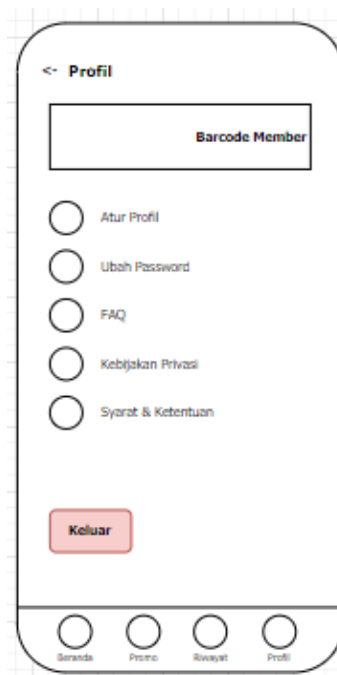 <- Profil
Barcode Member
Atur Profil
Ubah Password
FAQ
Kebijakan Privasi
Syarat & Ketentuan
Keluar
Beranda Promo Riwayat Profil